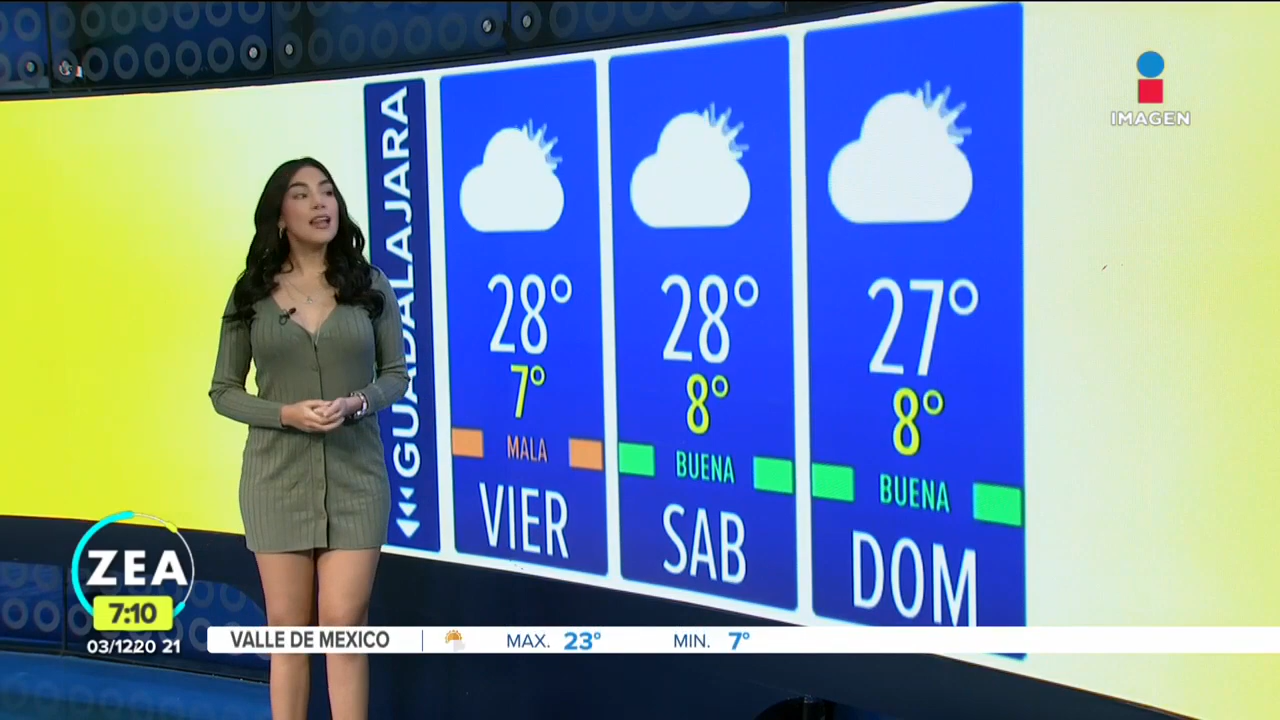 IMAGEN
GUADALAJARA
28° 28° 27°
7° 8° 8°
MALA BUENA BUENA
VIER SAB DOM
ZEA
7:10
03/12/20 21
VALLE DE MEXICO MAX. 23° MIN. 7°